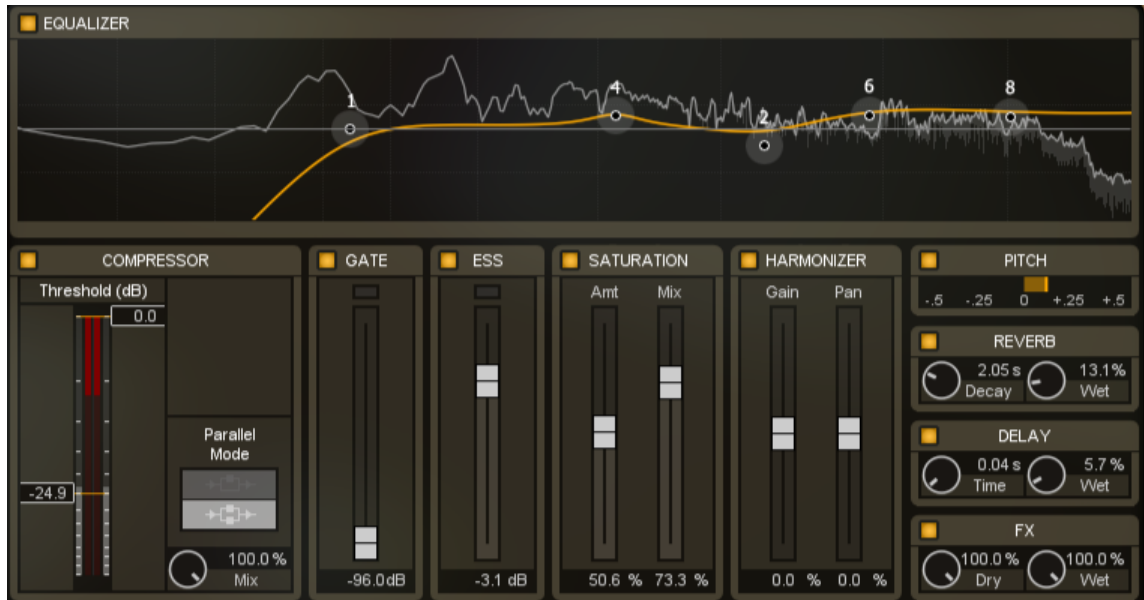 EQUALIZER
1
4
2
6
8
COMPRESSOR
Threshold (dB)
0.0
-24.9
Parallel
Mode
100.0 %
Mix
GATE
-96.0 dB
ESS
-3.1 dB
SATURATION
Amt Mix
50.6 % 73.3 %
HARMONIZER
Gain Pan
0.0 % 0.0 %
PITCH
-.5 -.25 0 +.25 +.5
REVERB
2.05 s 13.1 %
Decay Wet
DELAY
0.04 s 5.7 %
Time Wet
FX
100.0 % 100.0 %
Dry Wet